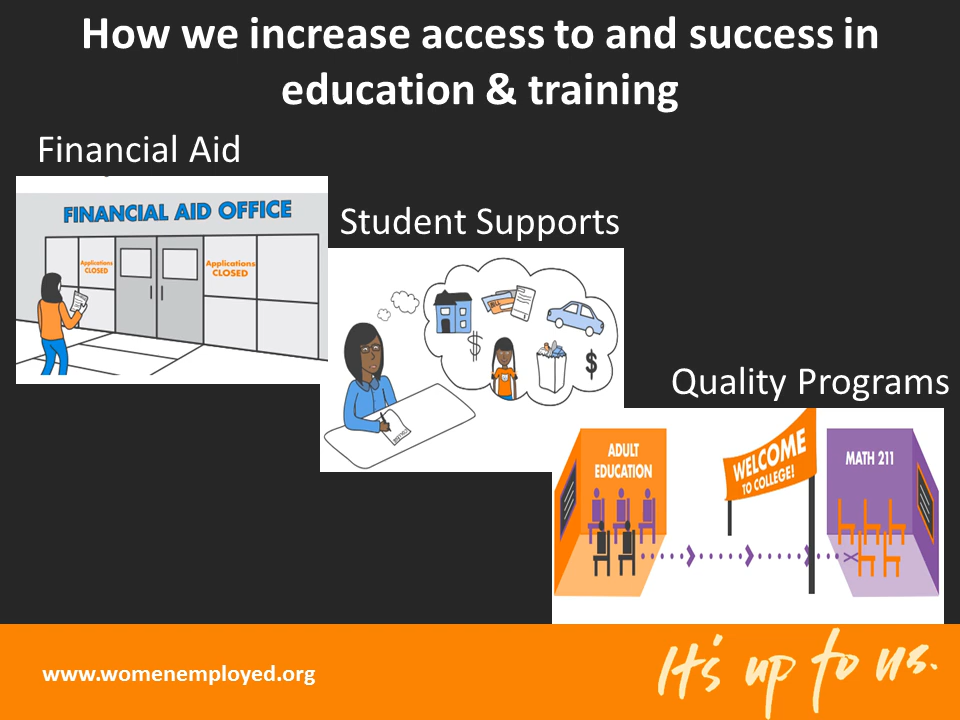 How we increase access to and success in
education & training
Financial Aid
FINANCIAL AID OFFICE
Applications
CLOSED
Applications
CLOSED
Student Supports
$
$
Quality Programs
ADULT
EDUCATION
WELCOME
TO COLLEGE!
MATH 211
www.womenemployed.org
It's up to us.